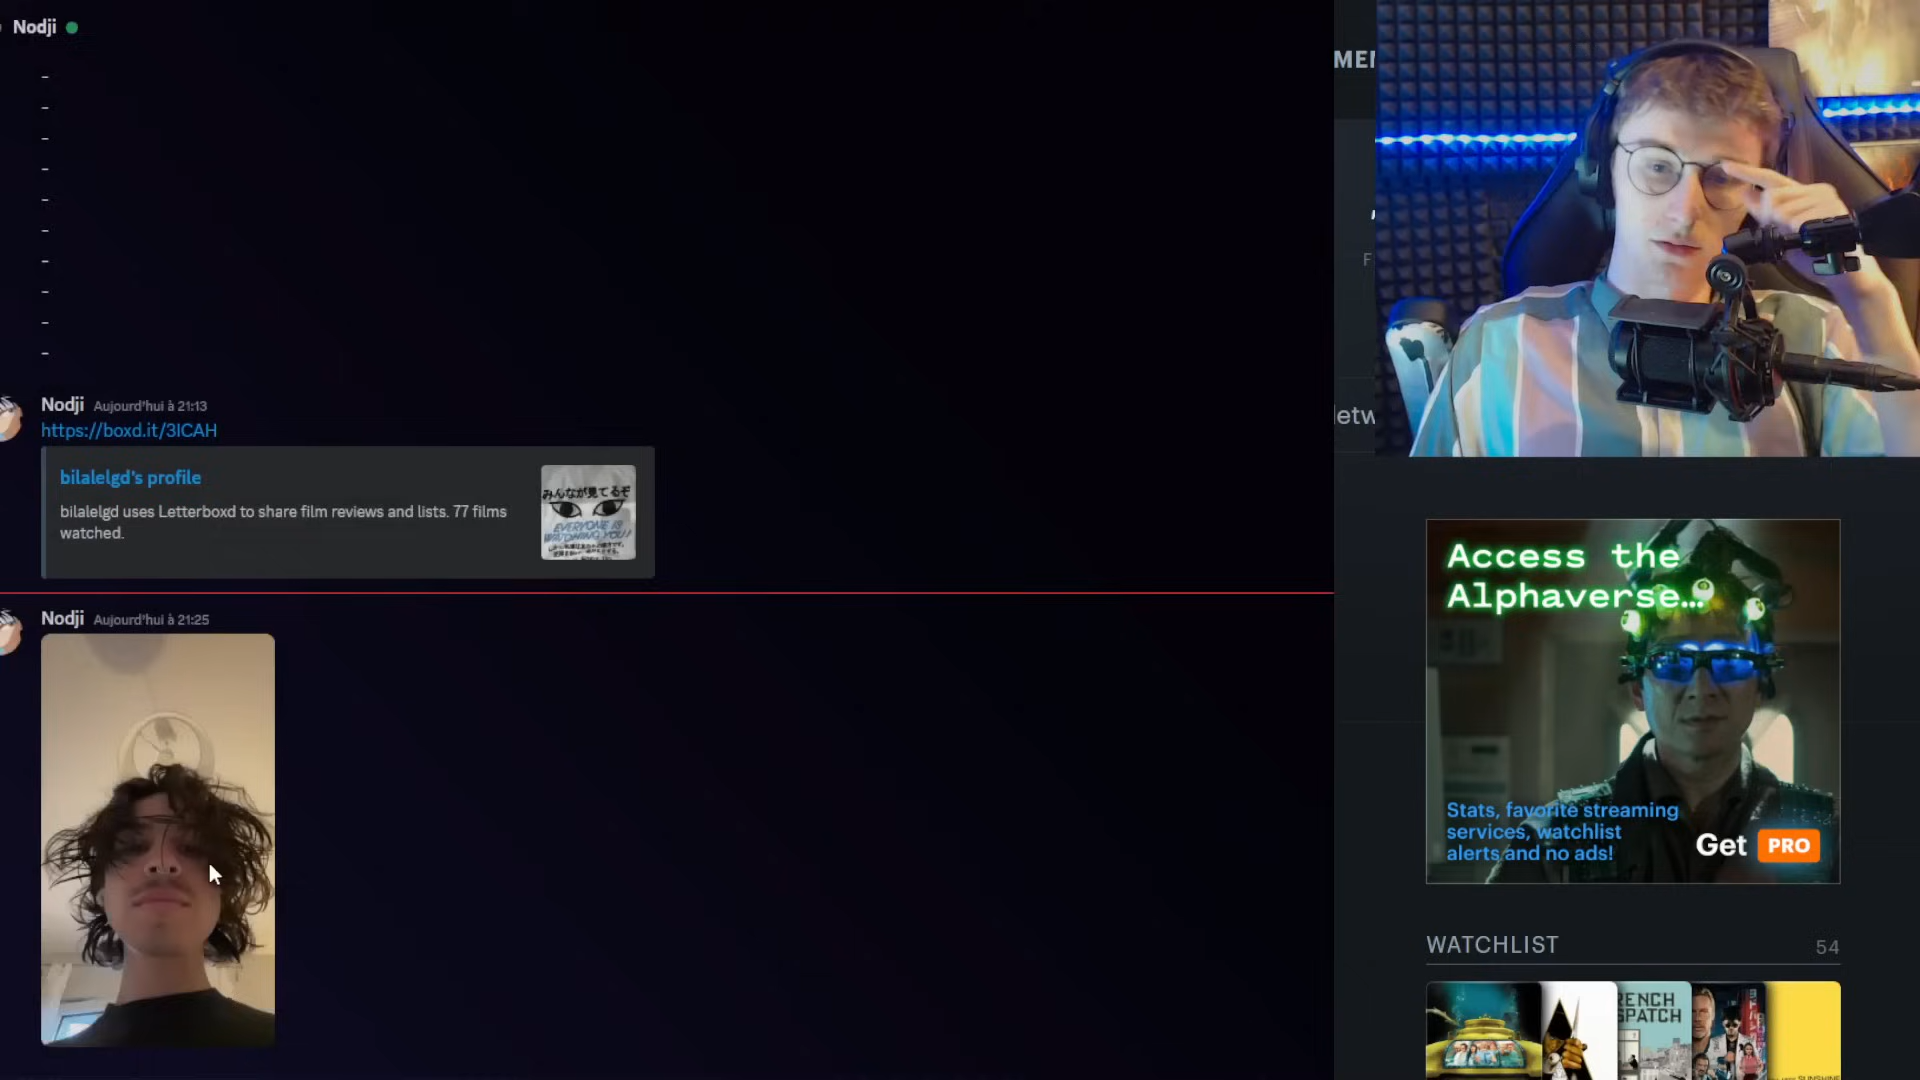 Nodji
-
-
-
-
-
-
-
-
-
-
Nodji Aujourd'hui à 21:13
https://boxd.it/3ICAH
bilalelgd's profile
bilalelgd uses Letterboxd to share film reviews and lists. 77 films
watched.
みんなが見てるぞ
EVERYONE IS
WATCHING YOU!
Nodji Aujourd'hui à 21:25
MEM
F
etw
Access the
Alphaverse...
Stats, favorite streaming
services, watchlist
alerts and no ads!
Get PRO
WATCHLIST 54
RENCH
SPATCH